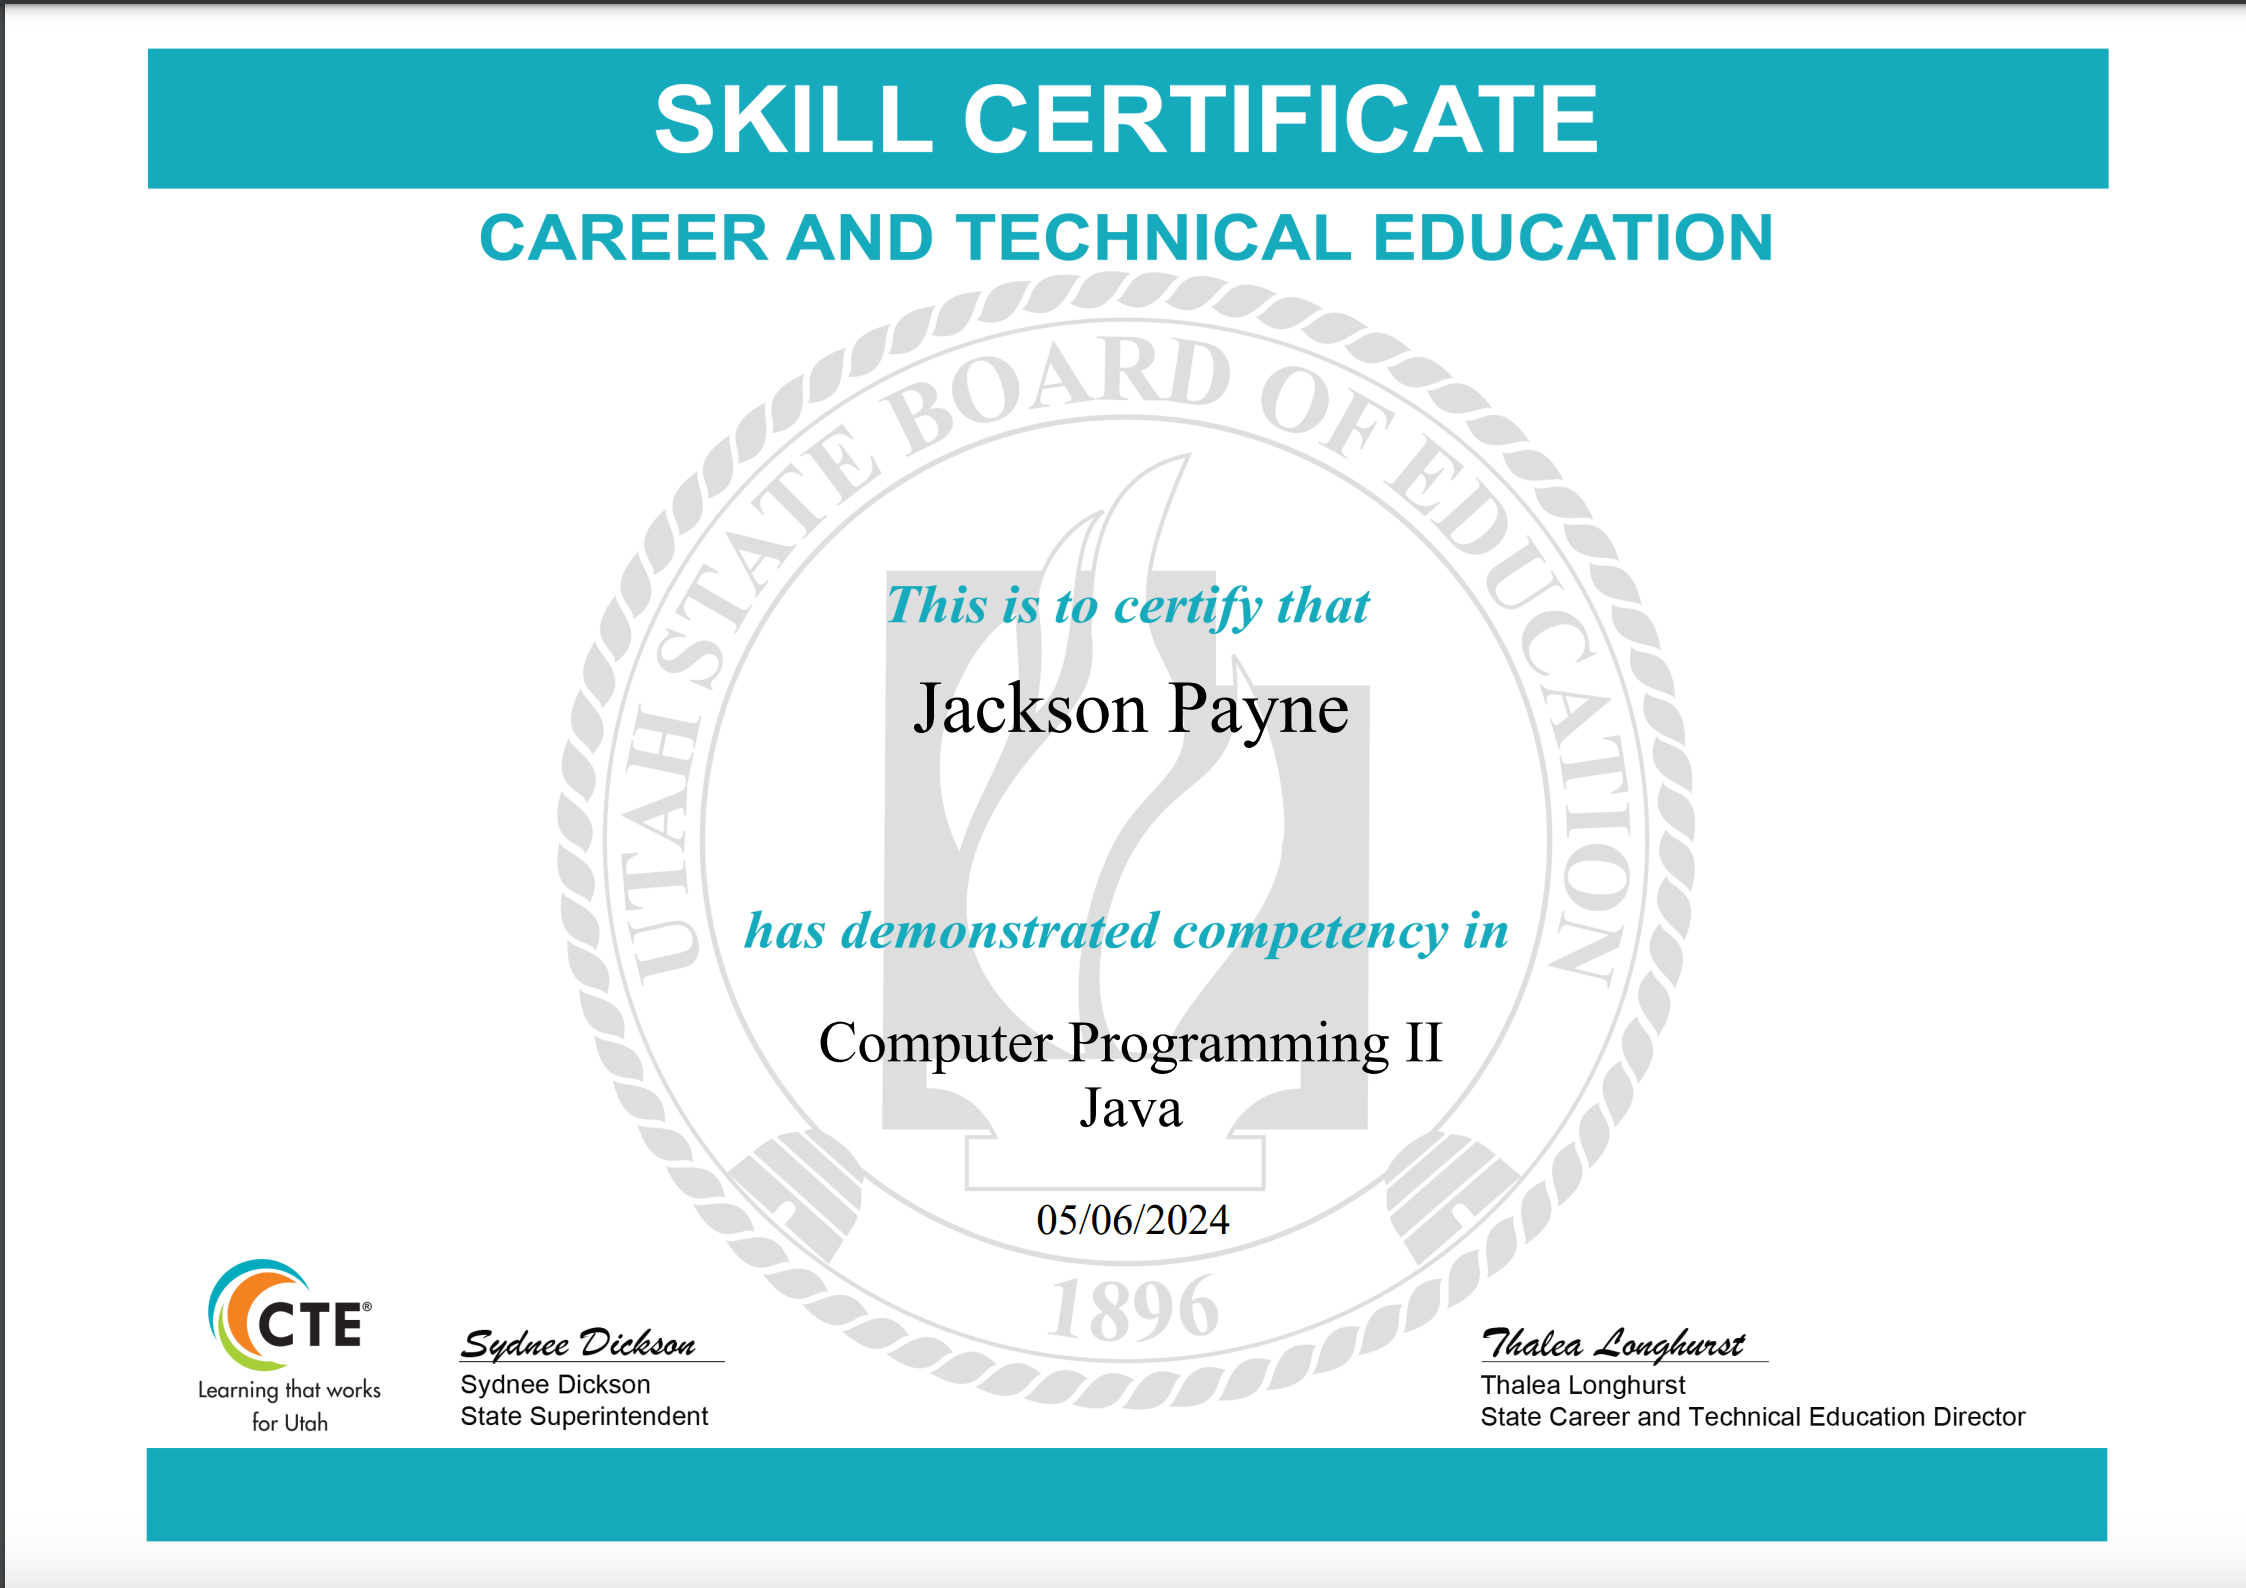 SKILL CERTIFICATE
CAREER AND TECHNICAL EDUCATION
UTAH STATE BOARD OF EDUCATION
This is to certify that
Jackson Payne
has demonstrated competency in
Computer Programming II
Java
05/06/2024
1896
CTE®
Learning that works
for Utah
Sydnee Dickson
Sydnee Dickson
State Superintendent
Thalea Longhurst
Thalea Longhurst
State Career and Technical Education Director